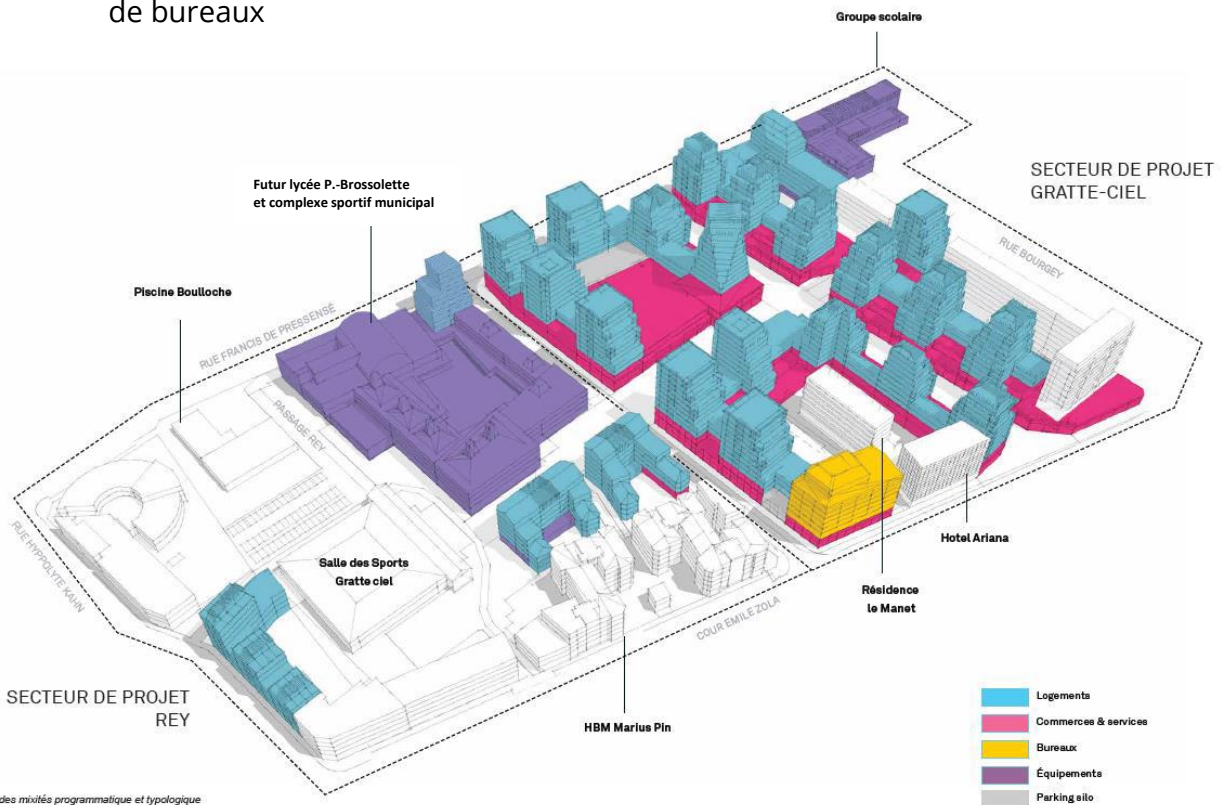 de bureaux
Groupe scolaire
SECTEUR DE PROJET
GRATTE-CIEL
Futur lycée P.-Brossolette
et complexe sportif municipal
RUE BOURGEY
Piscine Boulloche
RUE FRANCIS DE PRESSENSÉ
PASSAGE REY
RUE HYPPOLYTE KAHN
Salle des Sports
Gratte ciel
Hotel Ariana
Résidence
le Manet
COUR EMILE ZOLA
SECTEUR DE PROJET
REY
HBM Marius Pin
Logements
Commerces & services
Bureaux
Équipements
Parking silo
des mixités programmatique et typologique